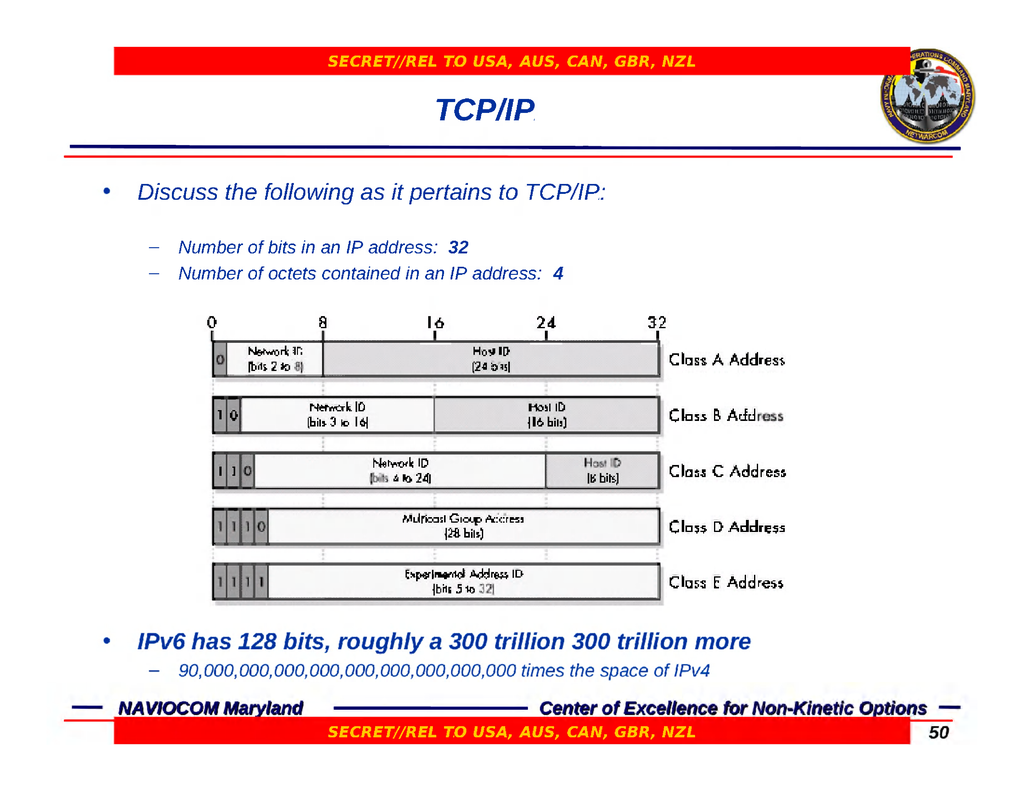 SECRET//REL TO USA, AUS, CAN, GBR, NZL
TCP/IP
• Discuss the following as it pertains to TCP/IP:
– Number of bits in an IP address: 32
– Number of octets contained in an IP address: 4
0 8 16 24 32
0 Network ID Host ID
(bits 2 to 8) (24 bits)
Class A Address
1 0 Network ID Host ID
(bits 3 to 16) (16 bits)
Class B Address
1 1 0 Network ID Host ID
(bits 4 to 24) (8 bits)
Class C Address
1 1 1 0 Multicast Group Address
(28 bits)
Class D Address
1 1 1 1 Experimental Address ID
(bits 5 to 32)
Class E Address
• IPv6 has 128 bits, roughly a 300 trillion 300 trillion more
– 90,000,000,000,000,000,000,000,000,000 times the space of IPv4
NAVIOCOM Maryland Center of Excellence for Non-Kinetic Options
SECRET//REL TO USA, AUS, CAN, GBR, NZL
50
NETWARCOM